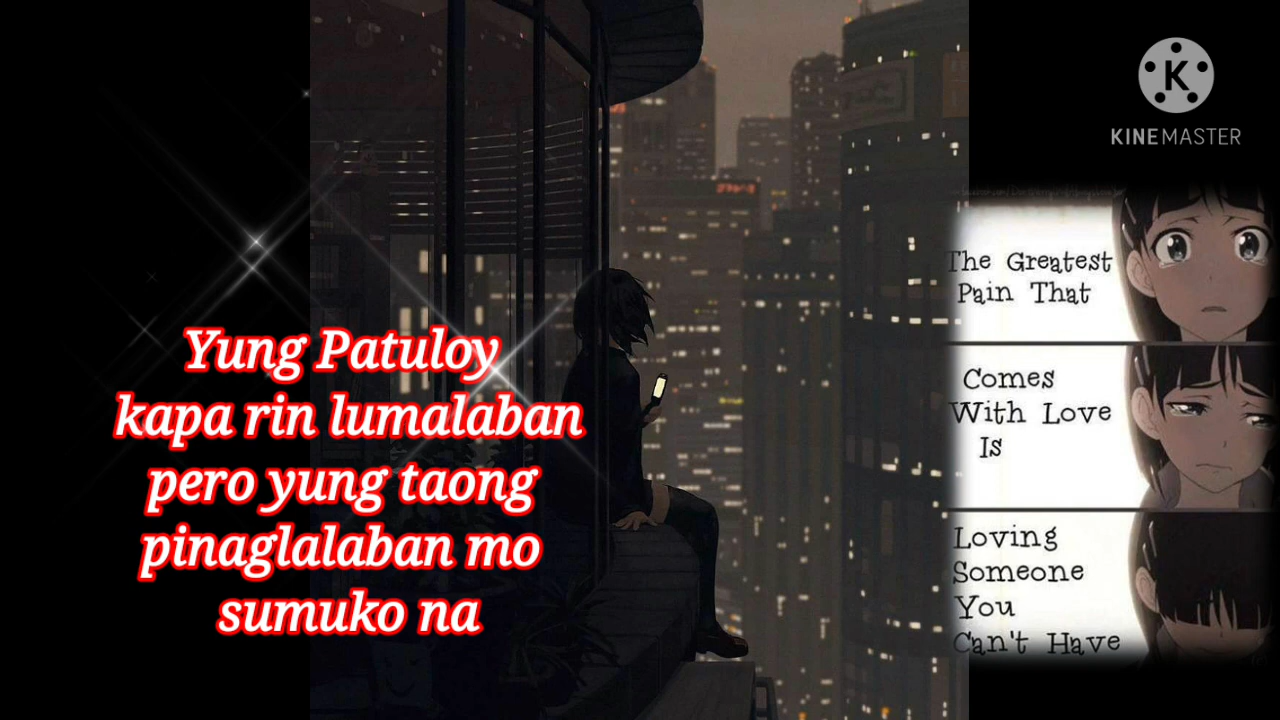 Yung Patuloy
kapa rin lumalaban
pero yung taong
pinaglalaban mo
sumuko na
KINEMASTER
The Greatest
Pain That
Comes
With Love
Is
Loving
Someone
You
Can't Have